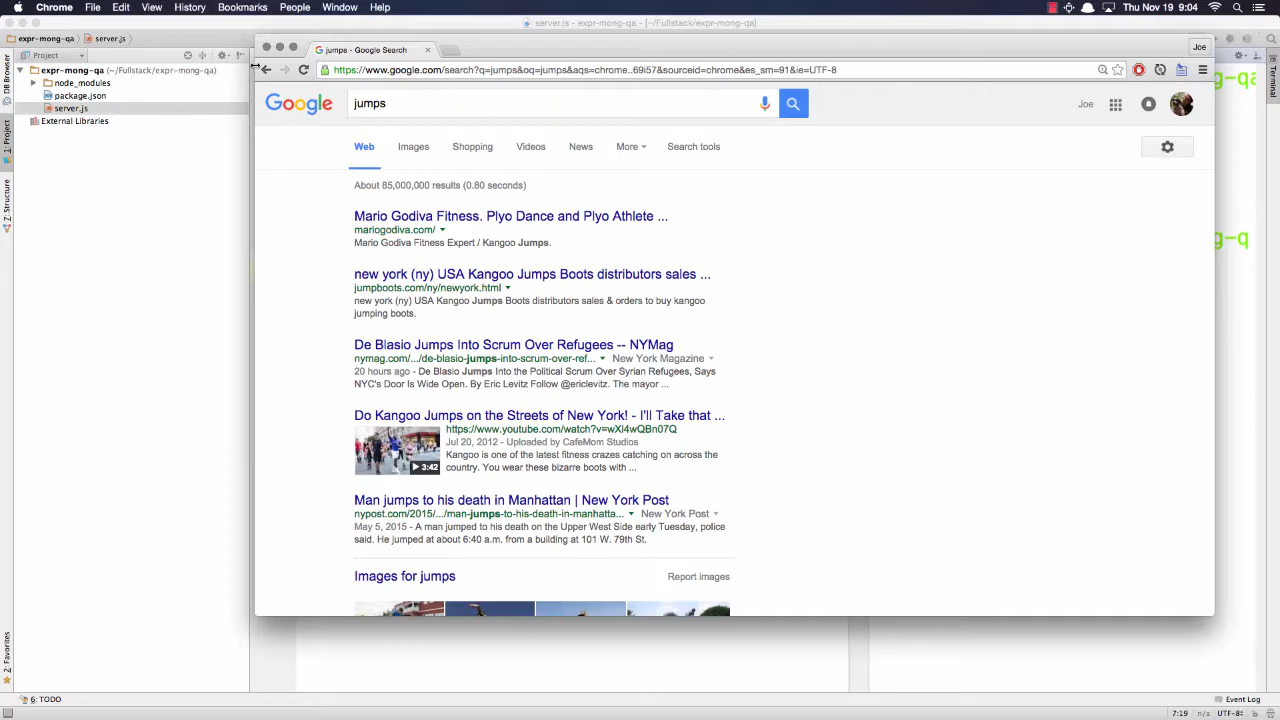 Chrome File Edit View History Bookmarks People Window Help
Thu Nov 19 14:50:04
server.js - expr-mong-qa - [~/Fullstack/expr-mong-qa]
expr-mong-qa server.js
Project
expr-mong-qa (~/Fullstack/expr-mong-qa)
node_modules
package.json
server.js
External Libraries
DB Browser
1: Project
7: Structure
2: Favorites
jumps - Google Search
Joe
https://www.google.com/search?q=jumps&oq=jumps&aqs=chrome..69i57&sourceid=chrome&es_sm=91&ie=UTF-8
Google jumps
Joe
Web Images Shopping Videos News More Search tools
About 85,000,000 results (0.80 seconds)
Mario Godiva Fitness. Plyo Dance and Plyo Athlete ...
mariogodiva.com/
Mario Godiva Fitness Expert / Kangoo Jumps.
new york (ny) USA Kangoo Jumps Boots distributors sales ...
jumpboots.com/ny/newyork.html
new york (ny) USA Kangoo Jumps Boots distributors sales & orders to buy kangoo
jumping boots.
De Blasio Jumps Into Scrum Over Refugees -- NYMag
nymag.com/.../de-blasio-jumps-into-scrum-over-ref... New York Magazine
20 hours ago - De Blasio Jumps Into the Political Scrum Over Syrian Refugees, Says
NYC's Door Is Wide Open. By Eric Levitz Follow @ericlevitz. The mayor ...
Do Kangoo Jumps on the Streets of New York! - I'll Take that ...
https://www.youtube.com/watch?v=wXl4wQBn07Q
Jul 20, 2012 - Uploaded by CafeMom Studios
Kangoo is one of the latest fitness crazes catching on across the
country. You wear these bizarre boots with ...
3:42
Man jumps to his death in Manhattan | New York Post
nypost.com/2015/.../man-jumps-to-his-death-in-manhatta... New York Post
May 5, 2015 - A man jumped to his death on the Upper West Side early Tuesday, police
said. He jumped at about 6:40 a.m. from a building at 101 W. 79th St.
Images for jumps
Report images
g-qa
g-q
Terminal
6: TODO
Event Log
7:19 n/a UTF-8